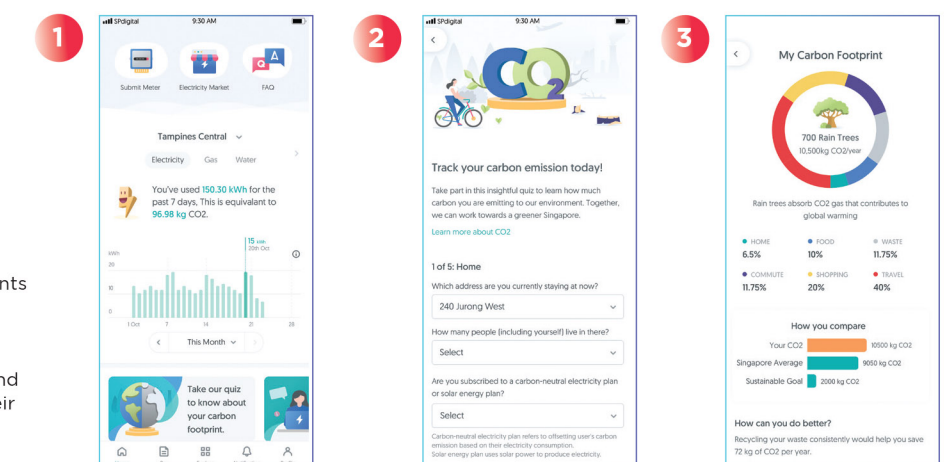 nts
nd
eir
1
SPdigital
9:30 AM
Submit Meter
Electricity Market
Q A
FAQ
Tampines Central
Electricity Gas Water
You've used 150.30 kWh for the
past 7 days, This is equivalant to
96.98 kg CO2.
15 kWh
20th Oct
kWh
20
10
0
1 Oct 7 14 21 28
This Month
Take our quiz
to know about
your carbon
footprint.
2
SPdigital
9:30 AM
CO2
Track your carbon emission today!
Take part in this insightful quiz to learn how much
carbon you are emitting to our environment. Together,
we can work towards a greener Singapore.
Learn more about CO2
1 of 5: Home
Which address are you currently staying at now?
240 Jurong West
How many people (including yourself) live in there?
Select
Are you subscribed to a carbon-neutral electricity plan
or solar energy plan?
Select
Carbon-neutral electricity plan refers to offsetting user's carbon
emission based on their electricity consumption.
Solar energy plan uses solar power to produce electricity.
3
My Carbon Footprint
700 Rain Trees
10,500kg CO2/year
Rain trees absorb CO2 gas that contributes to
global warming
HOME FOOD WASTE
6.5% 10% 11.75%
COMMUTE SHOPPING TRAVEL
11.75% 20% 40%
How you compare
Your CO2 10500 kg CO2
Singapore Average 9050 kg CO2
Sustainable Goal 2000 kg CO2
How can you do better?
Recycling your waste consistently would help you save
72 kg of CO2 per year.